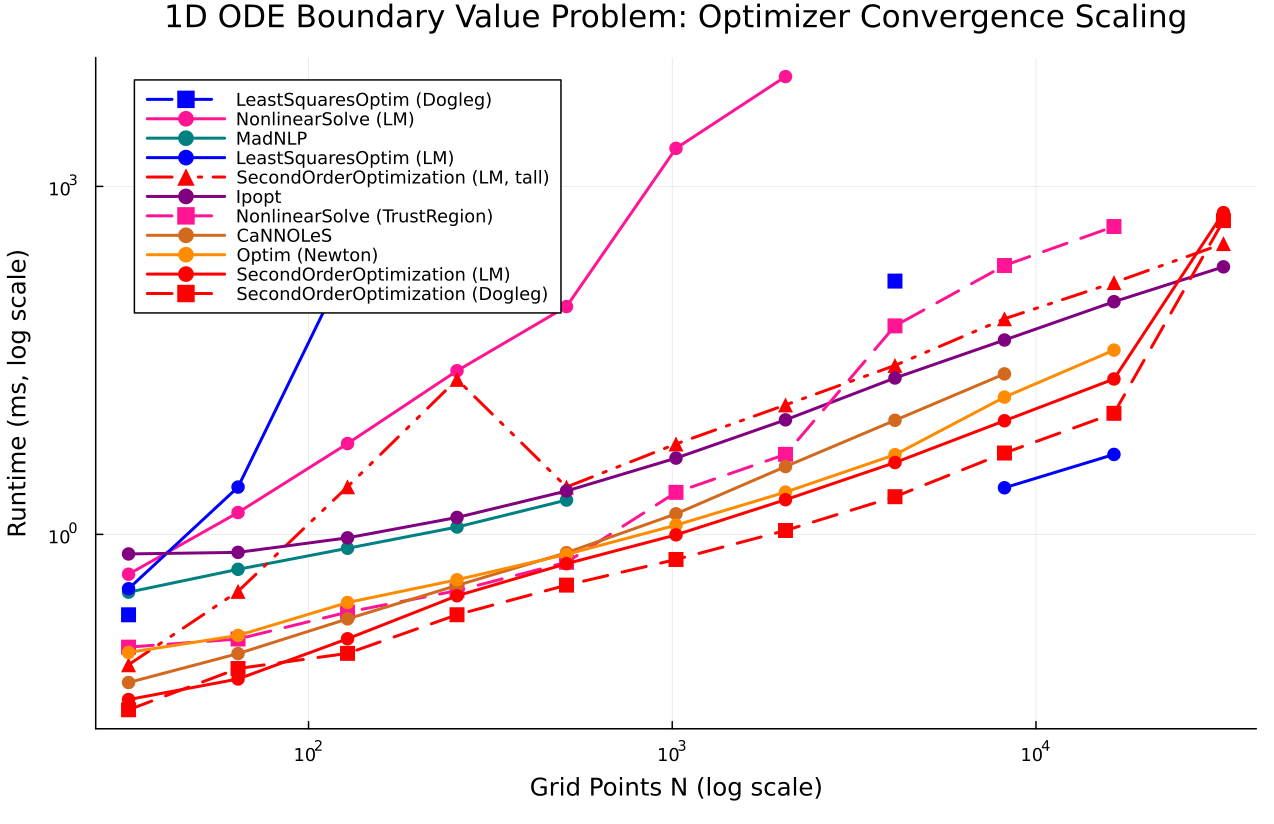 1D ODE Boundary Value Problem: Optimizer Convergence Scaling
LeastSquaresOptim (Dogleg)
NonlinearSolve (LM)
MadNLP
LeastSquaresOptim (LM)
SecondOrderOptimization (LM, tall)
Ipopt
NonlinearSolve (TrustRegion)
CaNNOLeS
Optim (Newton)
SecondOrderOptimization (LM)
SecondOrderOptimization (Dogleg)
Runtime (ms, log scale)
10³
10⁰
10² 10³ 10⁴
Grid Points N (log scale)